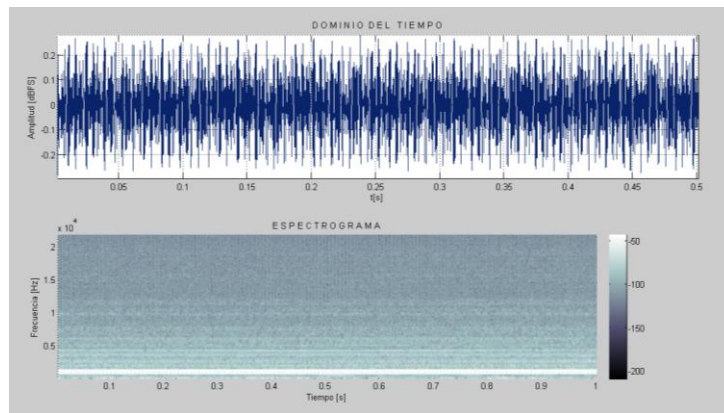 DOMINIO DEL TIEMPO
Amplitud [dBFS]
0.2
0.1
0
-0.1
-0.2
0.05 0.1 0.15 0.2 0.25 0.3 0.35 0.4 0.45 0.5
t[s]
ESPECTROGRAMA
x 10⁴
Frecuencia [Hz]
2
1.5
1
0.5
0.1 0.2 0.3 0.4 0.5 0.6 0.7 0.8 0.9 1
Tiempo [s]
-50
-100
-150
-200